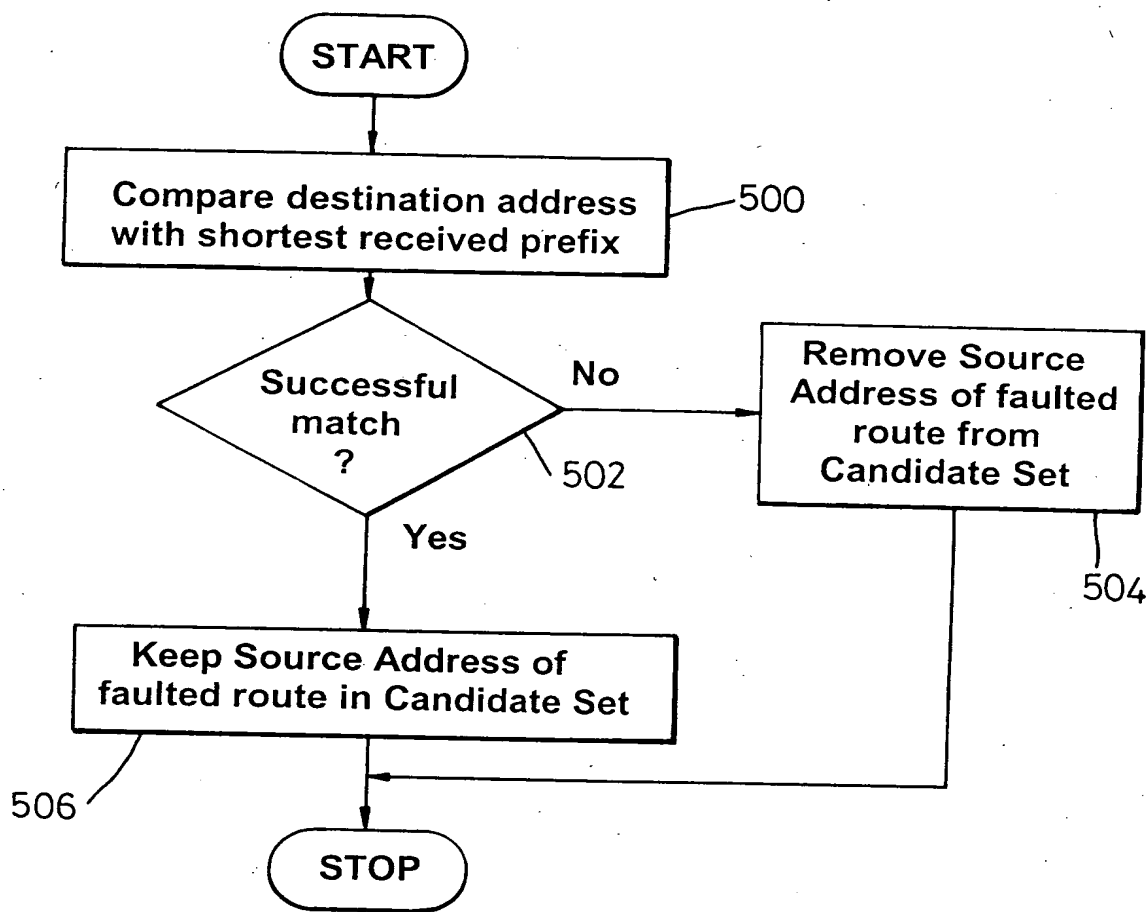 START
Compare destination address
with shortest received prefix
500
Successful
match
?
No
502
Remove Source
Address of faulted
route from
Candidate Set
504
Yes
Keep Source Address of
faulted route in Candidate Set
506
STOP